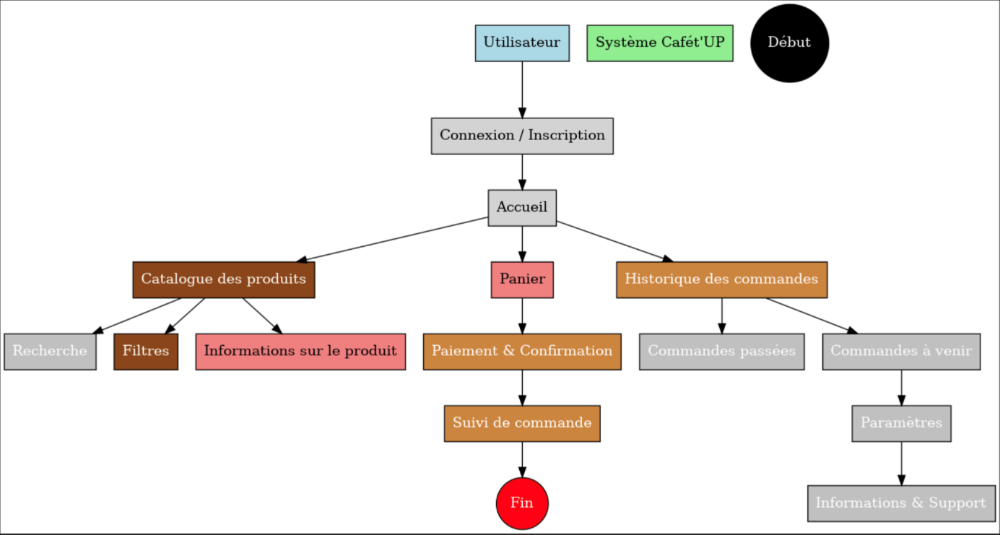 Utilisateur
Système Cafét'UP
Début
Connexion / Inscription
Accueil
Catalogue des produits
Panier
Historique des commandes
Recherche
Filtres
Informations sur le produit
Paiement & Confirmation
Commandes passées
Commandes à venir
Suivi de commande
Paramètres
Fin
Informations & Support